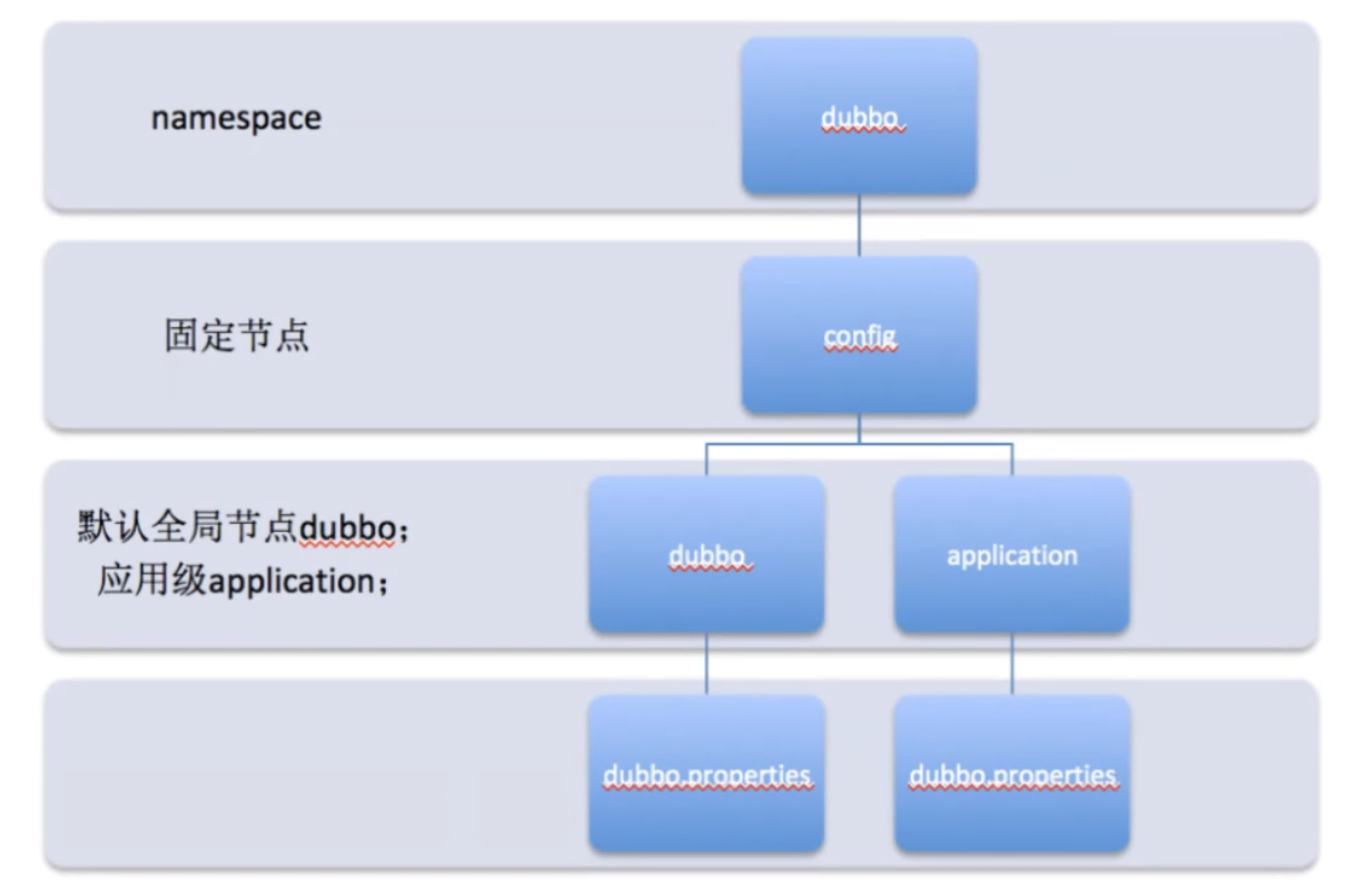 namespace
dubbo
固定节点
config
默认全局节点dubbo；
应用级application；
dubbo
application
dubbo.properties
dubbo.properties